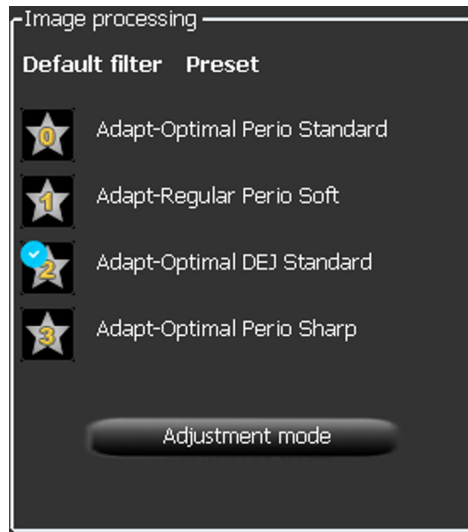 Image processing
Default filter Preset
0 Adapt-Optimal Perio Standard
1 Adapt-Regular Perio Soft
2 Adapt-Optimal DEJ Standard
3 Adapt-Optimal Perio Sharp
Adjustment mode